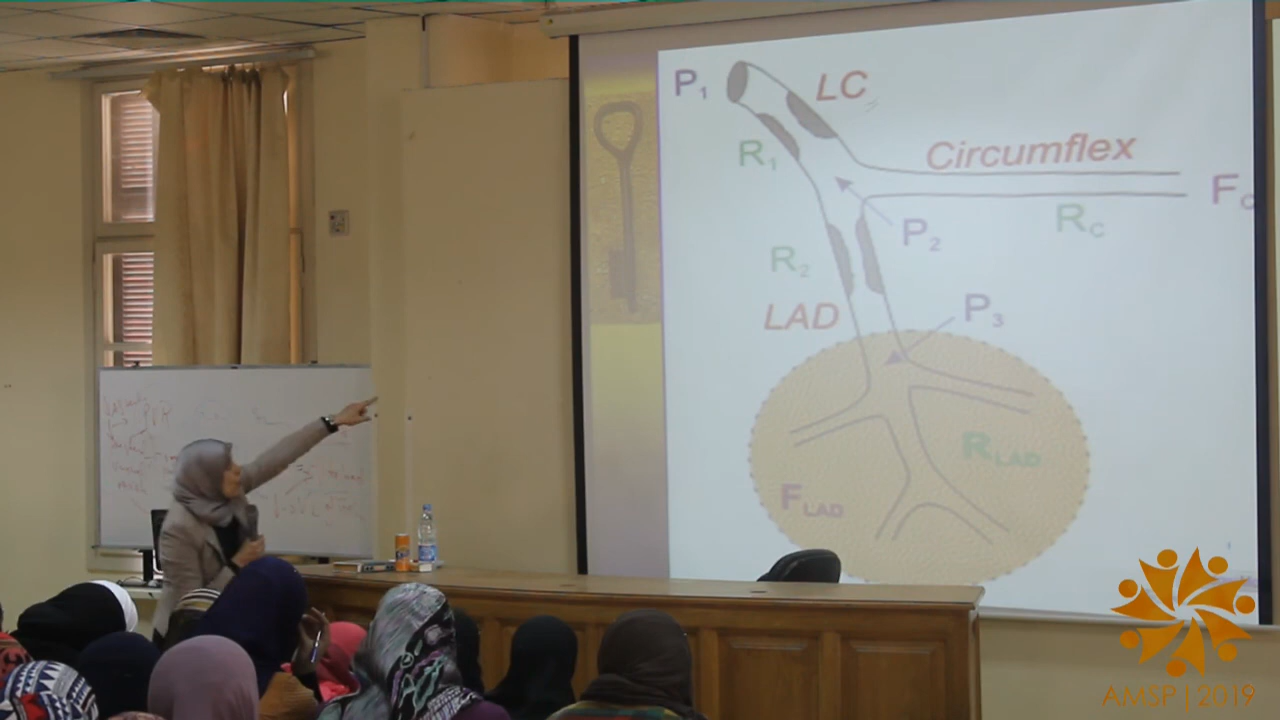 P1
LC
R1
Circumflex
FC
RC
P2
R2
LAD
P3
RLAD
FLAD
AMSP | 2019